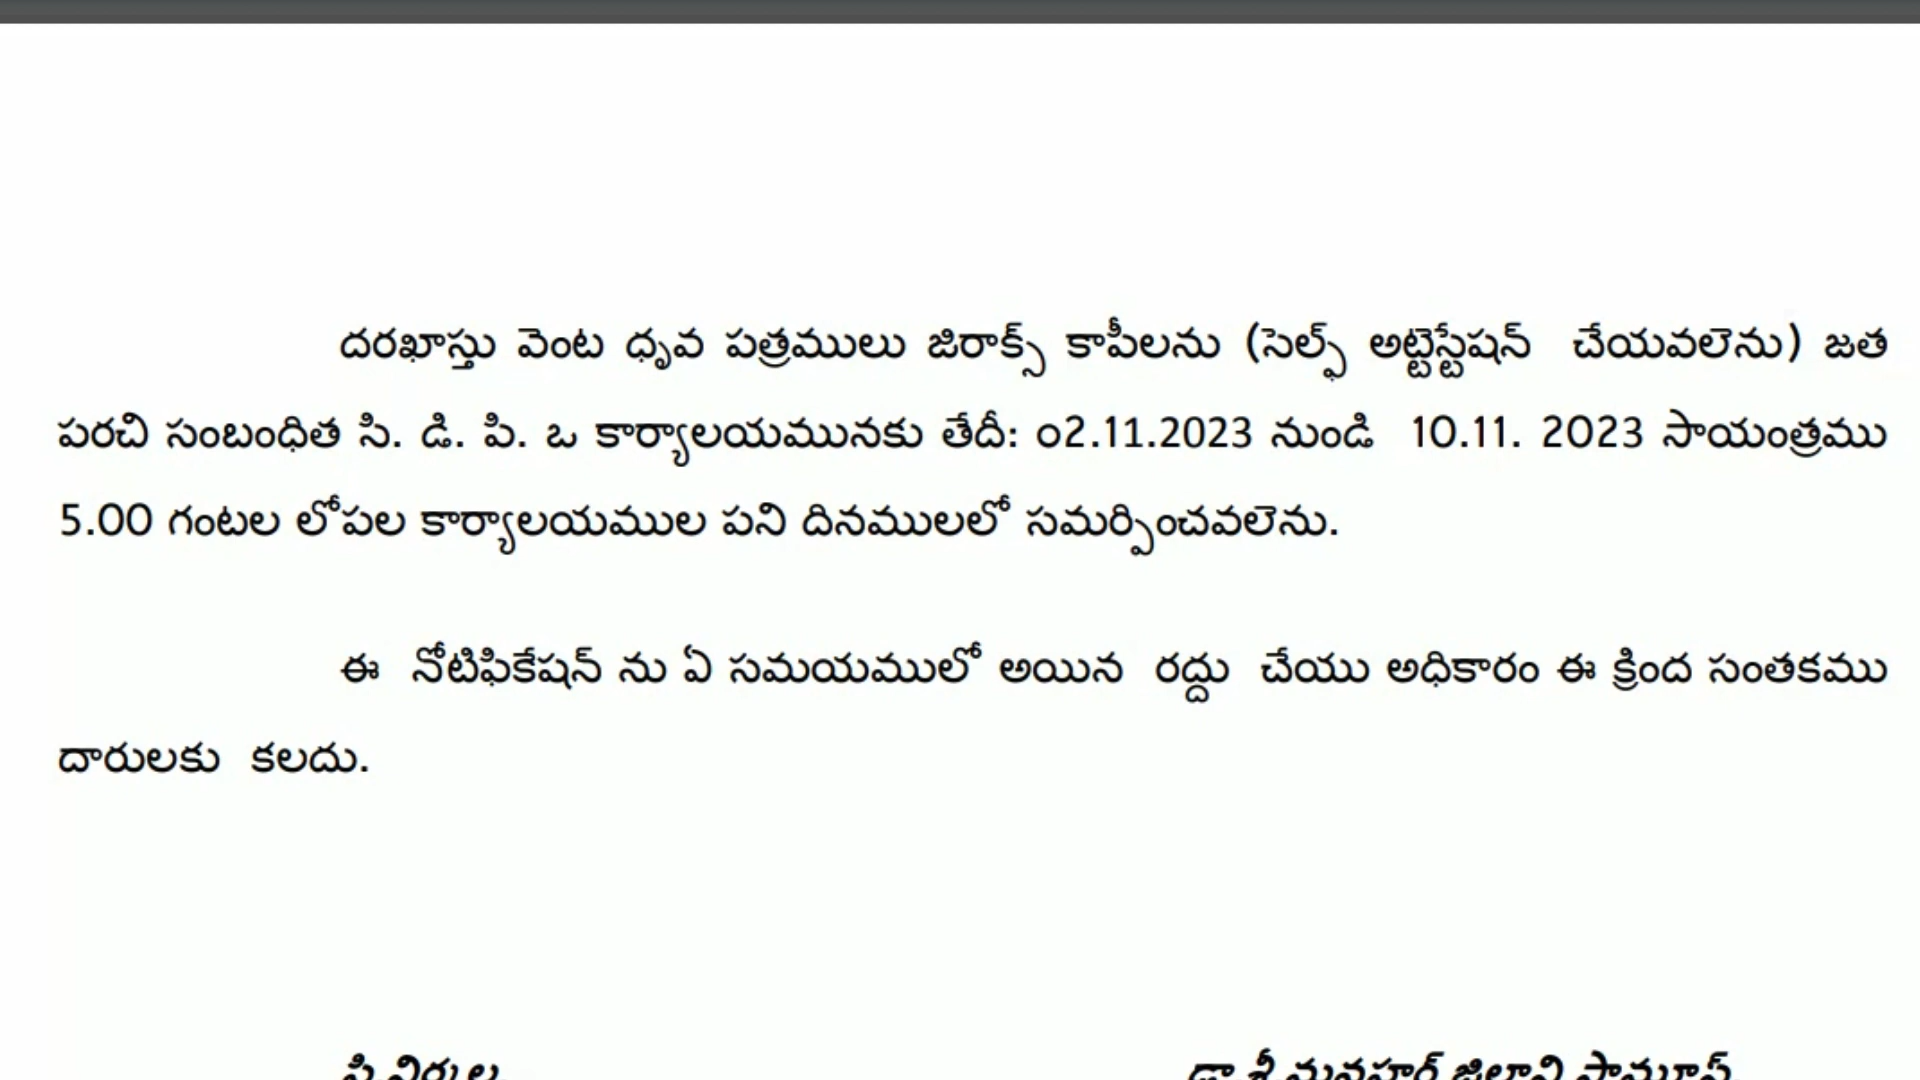 దరఖాస్తు వెంట ధృవ పత్రములు జిరాక్స్ కాపీలను (సెల్ఫ్ అట్టెస్టేషన్ చేయవలెను) జత
పరచి సంబంధిత సి. డి. పి. ఒ కార్యాలయమునకు తేదీ: ౦2.11.2023 నుండి 10.11. 2023 సాయంత్రము
5.00 గంటల లోపల కార్యాలయముల పని దినములలో సమర్పించవలెను.
ఈ నోటిఫికేషన్ ను ఏ సమయములో అయిన రద్దు చేయు అధికారం ఈ క్రింద సంతకము
దారులకు కలదు.